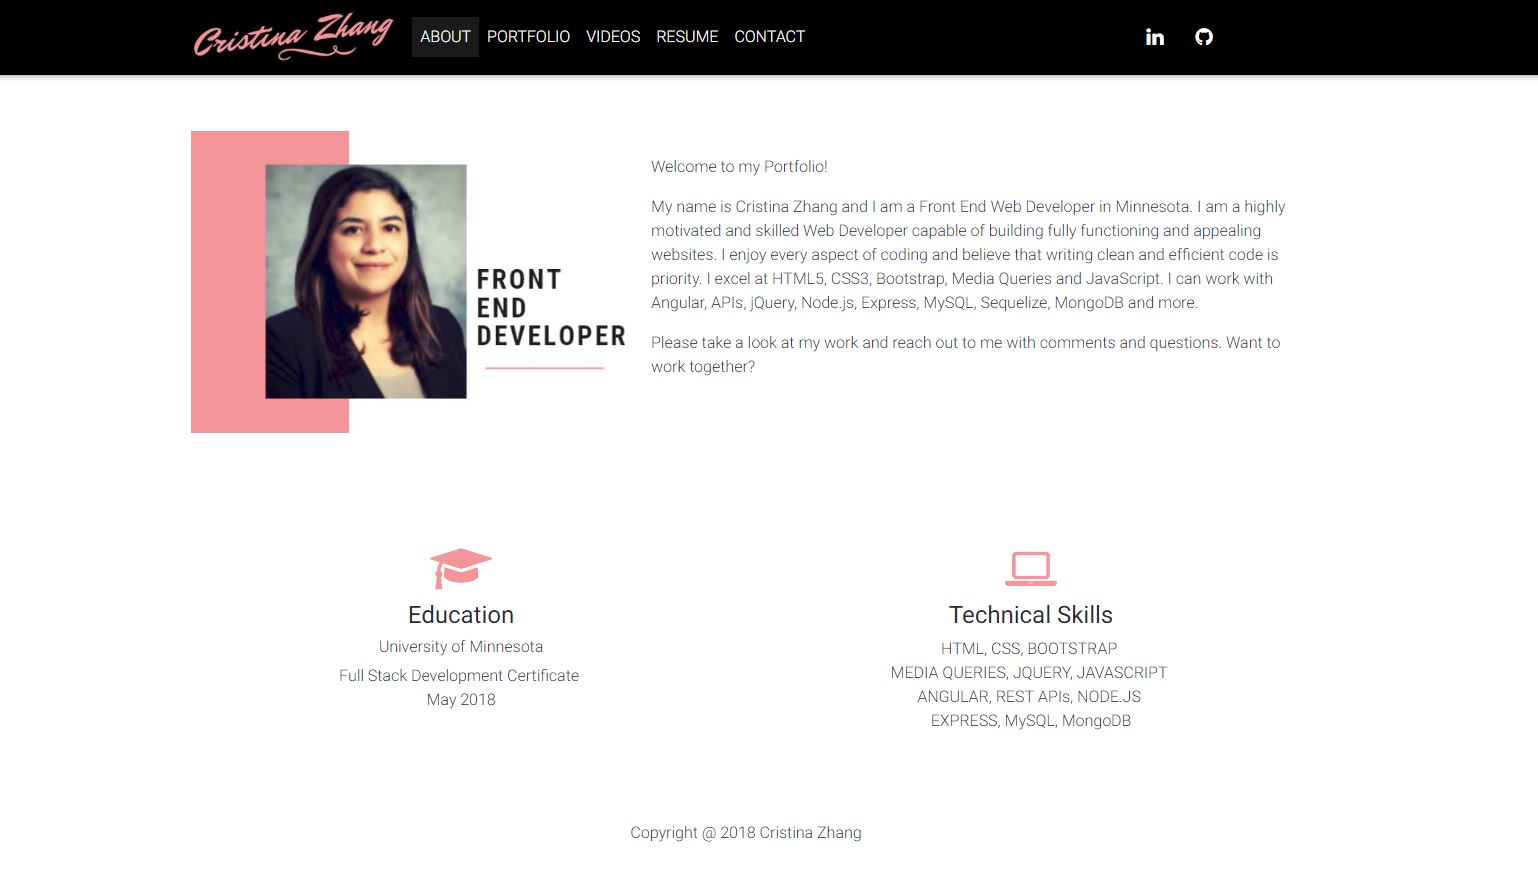 Cristina Zhang ABOUT PORTFOLIO VIDEOS RESUME CONTACT in
Welcome to my Portfolio!
My name is Cristina Zhang and I am a Front End Web Developer in Minnesota. I am a highly
motivated and skilled Web Developer capable of building fully functioning and appealing
websites. I enjoy every aspect of coding and believe that writing clean and efficient code is
priority. I excel at HTML5, CSS3, Bootstrap, Media Queries and JavaScript. I can work with
Angular, APIs, jQuery, Node.js, Express, MySQL, Sequelize, MongoDB and more.
Please take a look at my work and reach out to me with comments and questions. Want to
work together?
FRONT
END
DEVELOPER
Education
University of Minnesota
Full Stack Development Certificate
May 2018
Technical Skills
HTML, CSS, BOOTSTRAP
MEDIA QUERIES, JQUERY, JAVASCRIPT
ANGULAR, REST APIs, NODE.JS
EXPRESS, MySQL, MongoDB
Copyright @ 2018 Cristina Zhang